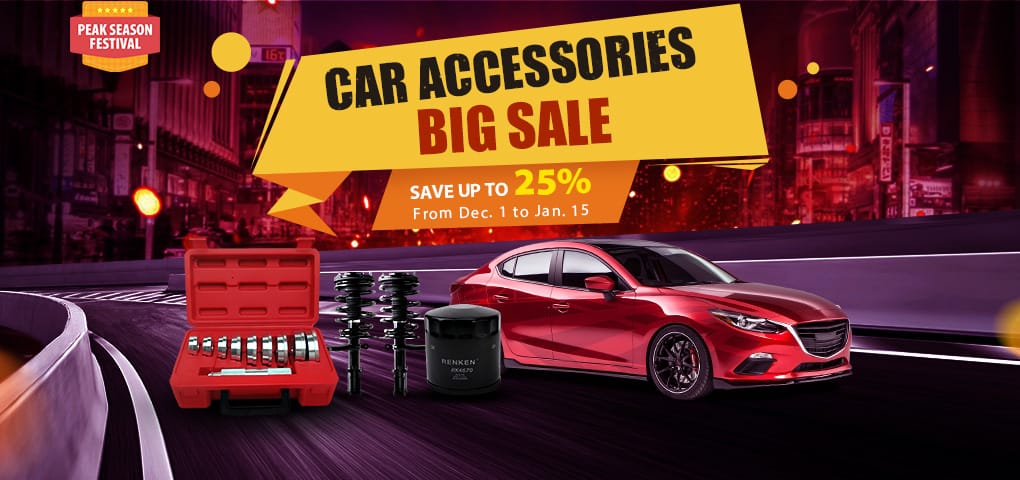 PEAK SEASON
FESTIVAL
CAR ACCESSORIES
BIG SALE
SAVE UP TO 25%
From Dec. 1 to Jan. 15
RENKEN